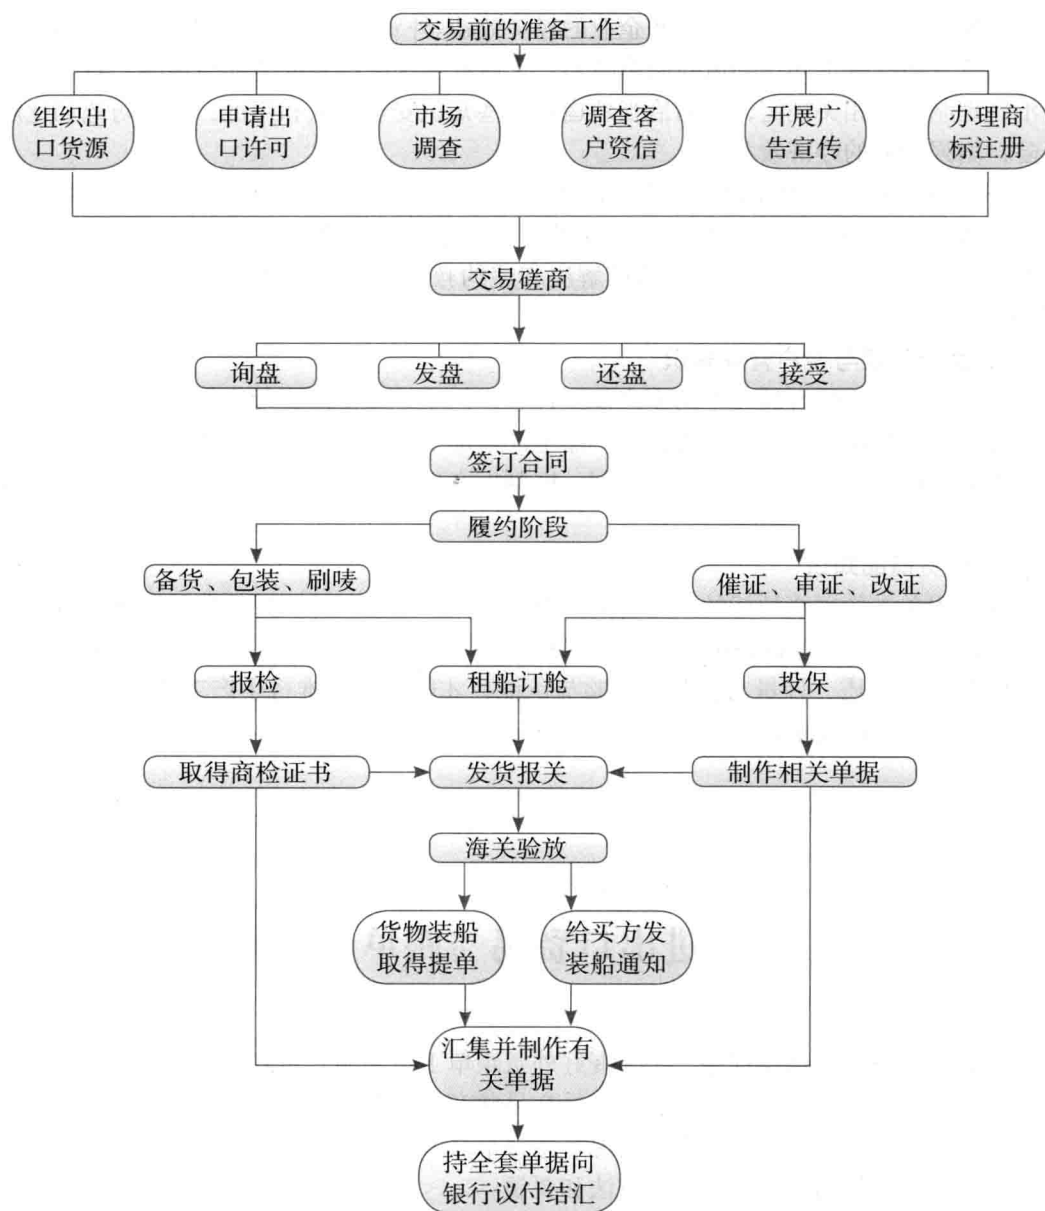 交易前的准备工作
组织出
口货源
申请出
口许可
市场
调查
调查客
户资信
开展广
告宣传
办理商
标注册
交易磋商
询盘
发盘
还盘
接受
签订合同
履约阶段
备货、包装、刷唛
催证、审证、改证
报检
租船订舱
投保
取得商检证书
发货报关
制作相关单据
海关验放
货物装船
取得提单
给买方发
装船通知
汇集并制作有
关单据
持全套单据向
银行议付结汇